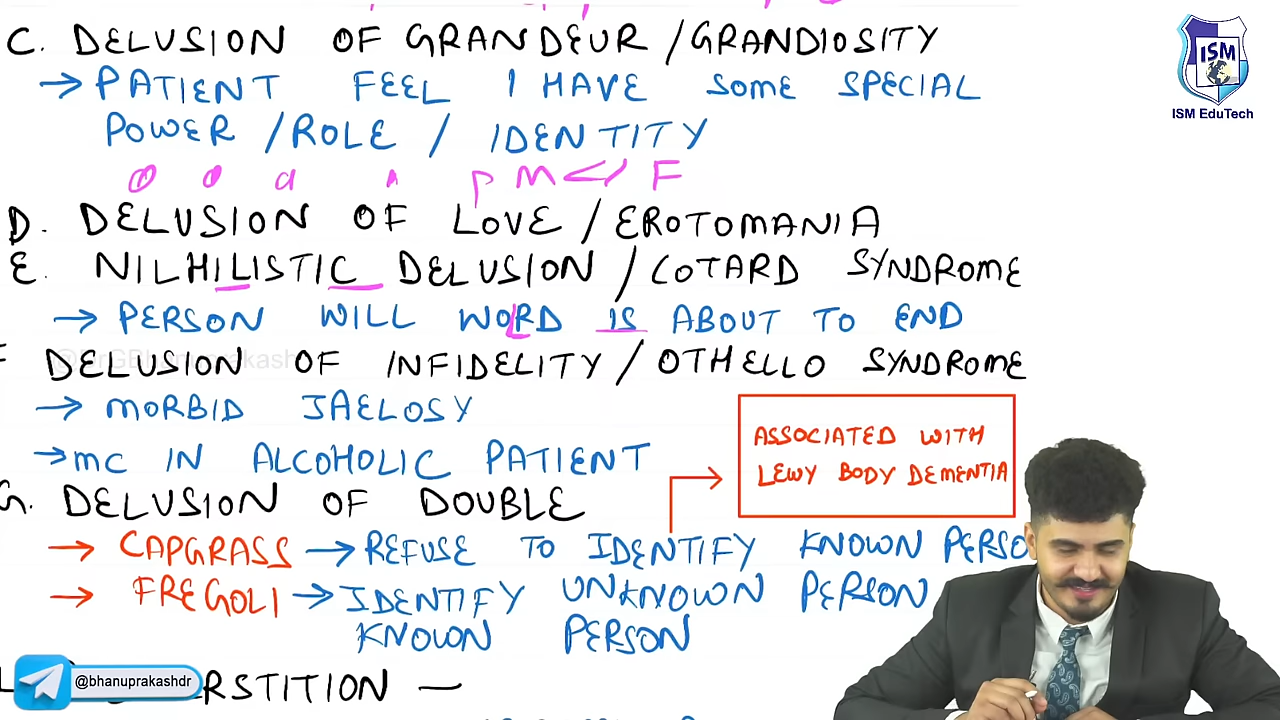 C. DELUSION OF GRANDEUR / GRANDIOSITY
→ PATIENT FEEL I HAVE SOME SPECIAL
POWER / ROLE / IDENTITY
M <-> F
D. DELUSION OF LOVE / EROTOMANIA
E. NILHILISTIC DELUSION / COTARD SYNDROME
→ PERSON WILL WORD IS ABOUT TO END
F DELUSION OF INFIDELITY / OTHELLO SYNDROME
→ MORBID JAELOSY
→ MC IN ALCOHOLIC PATIENT
G. DELUSION OF DOUBLE
→ CAPGRASS → REFUSE TO IDENTIFY KNOWN PERSO
ASSOCIATED WITH
LEWY BODY DEMENTIA
→ FREGOLI → IDENTIFY UNKNOWN PERSON
KNOWN PERSON
RSTITION —
@bhanuprakashdr
ISM
ISM EduTech